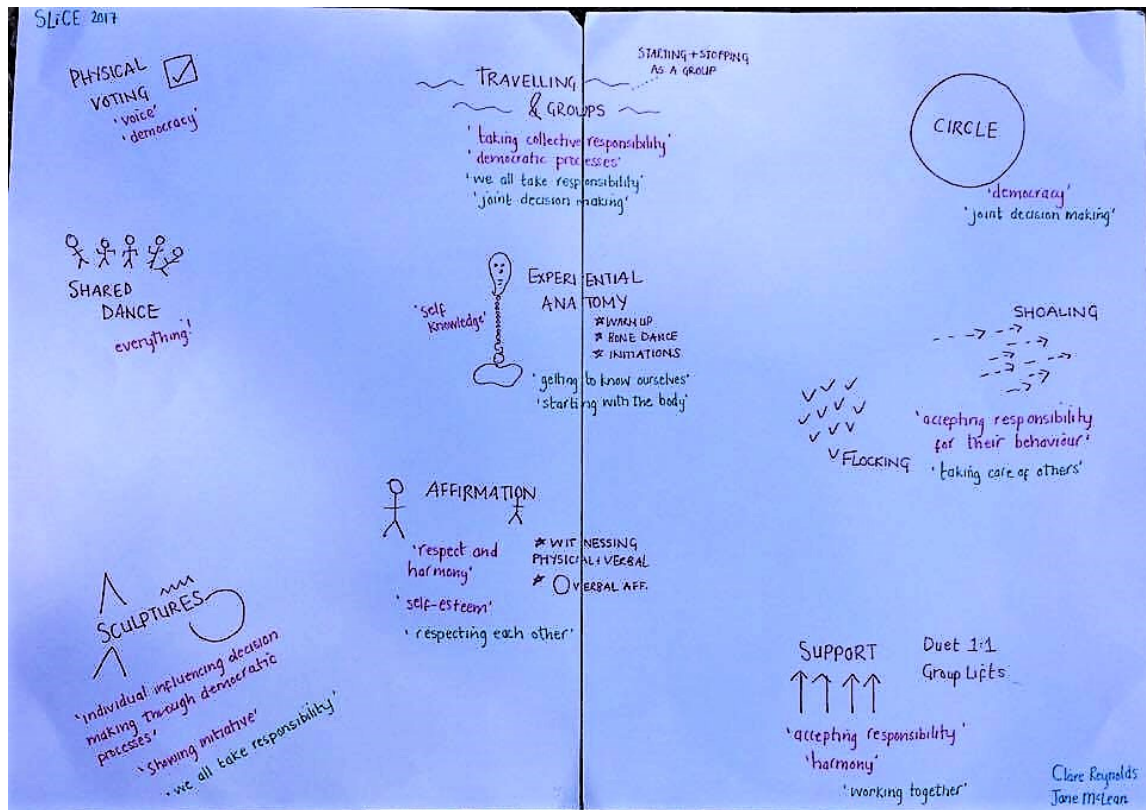 SLiCE 2017
PHYSICAL
VOTING
'voice'
'democracy'
TRAVELLING
& GROUPS
STARTING + STOPPING
AS A GROUP
'taking collective responsibility'
'democratic processes'
'we all take responsibility'
'joint decision making'
CIRCLE
'democracy'
'joint decision making'
SHARED
DANCE
everything!'
'self
knowledge'
EXPERIENTIAL
ANATOMY
* WARM UP
* BONE DANCE
* INITIATIONS
'getting to know ourselves'
'starting with the body'
SHOALING
FLOCKING
'accepting responsibility
for their behaviour'
'taking care of others'
AFFIRMATION
'respect and
harmony'
'self-esteem'
'respecting each other'
* WITNESSING
PHYSICAL + VERBAL
* VERBAL AFF.
SCULPTURES
'individual influencing decision
making through democratic
processes'
'Showing initiative'
'we all take responsibility'
SUPPORT
Duet 1:1
Group Lifts
'accepting responsibility'
'harmony'
'working together'
Clare Reynolds
Jane McLean